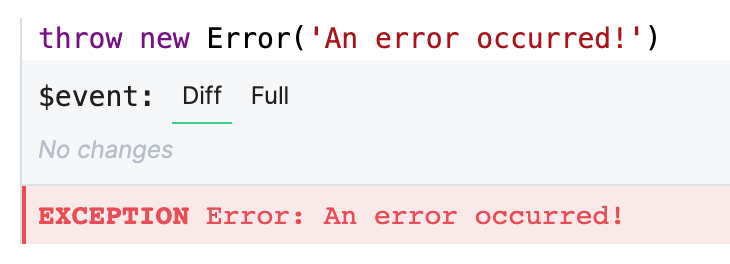 throw new Error('An error occurred!')
$event: Diff Full
No changes
EXCEPTION Error: An error occurred!